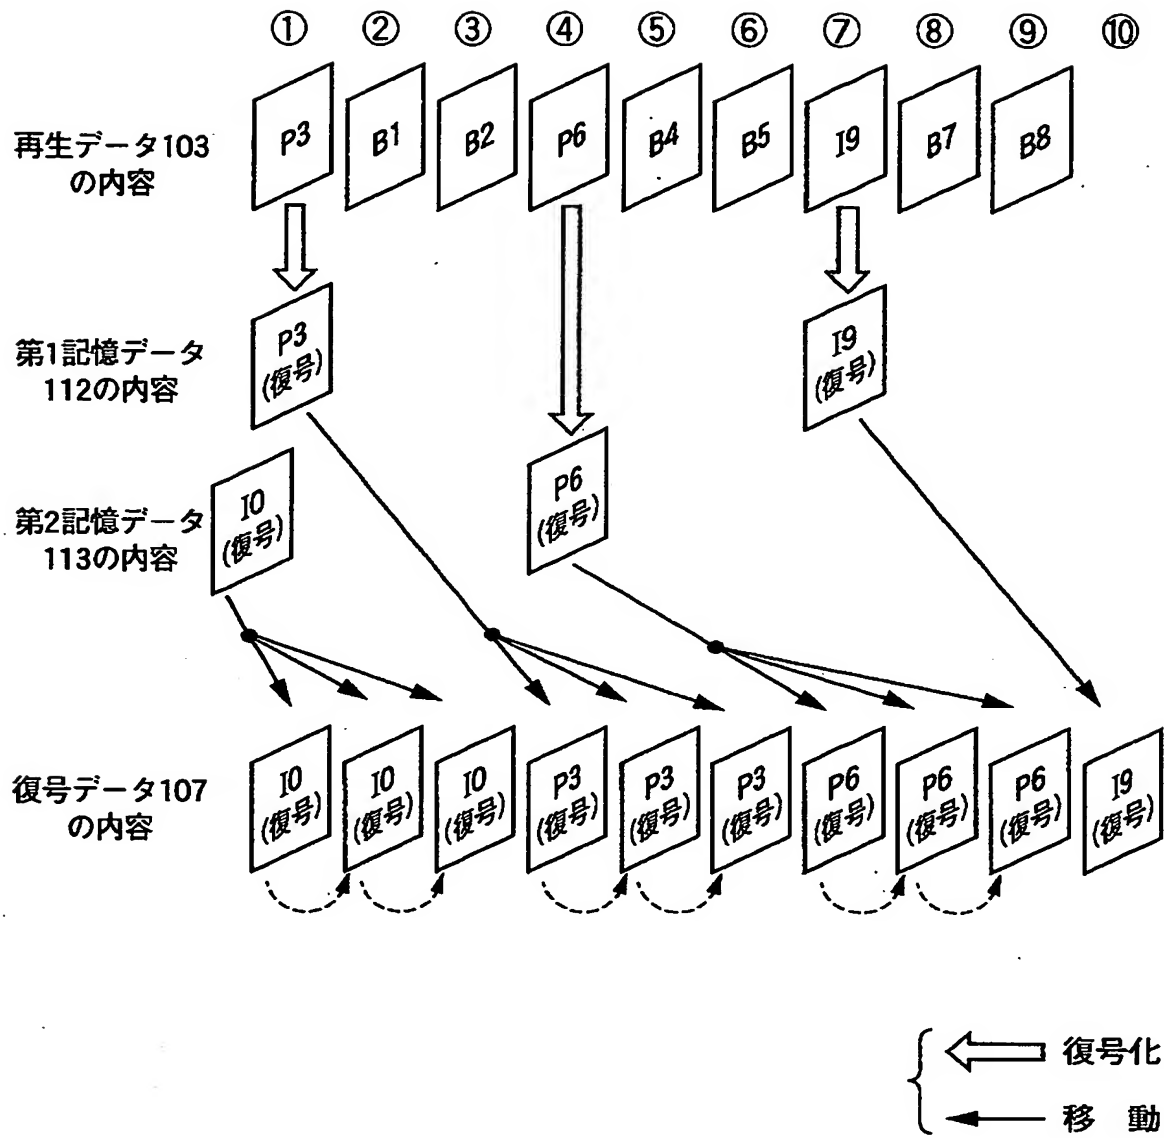 ① ② ③ ④ ⑤ ⑥ ⑦ ⑧ ⑨ ⑩
再生データ103
の内容
P3 B1 B2 P6 B4 B5 I9 B7 B8
第1記憶データ
112の内容
P3
(復号)
I9
(復号)
第2記憶データ
113の内容
I0
(復号)
P6
(復号)
復号データ107
の内容
I0 I0 I0 P3 P3 P3 P6 P6 P6 I9
(復号) (復号) (復号) (復号) (復号) (復号) (復号) (復号) (復号) (復号)
復号化
移 動